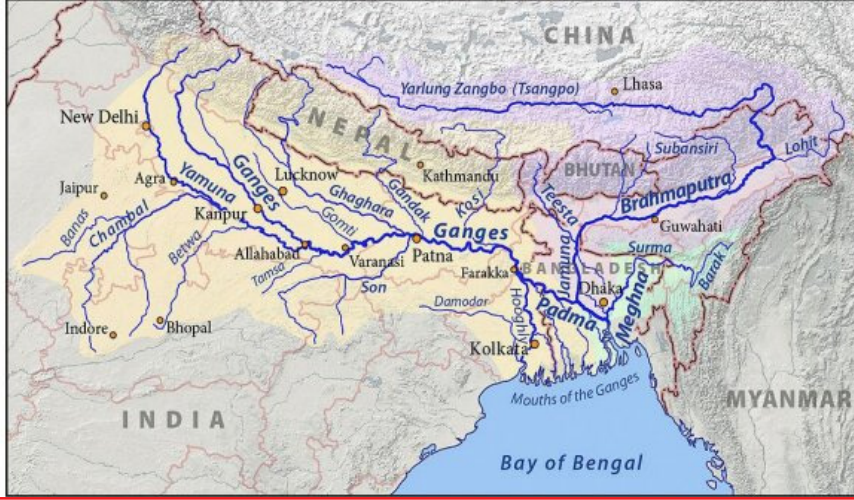 CHINA
Yarlung Zangbo (Tsangpo)
Lhasa
New Delhi
NEPAL
Subansiri
Lohit
BHUTAN
Kathmandu
Jaipur
Agra
Yamuna
Ganges
Lucknow
Ghaghara
Gandak
Kosi
Teesta
Brahmaputra
Guwahati
Banas
Chambal
Kanpur
Gomti
Betwa
Allahabad
Varanasi
Patna
Ganges
Farakka
BANGLADESH
Jamuna
Surma
Barak
Tamsa
Son
Dhaka
Meghna
Damodar
Hooghly
Padma
Indore
Bhopal
Kolkata
Mouths of the Ganges
INDIA
MYANMAR
Bay of Bengal